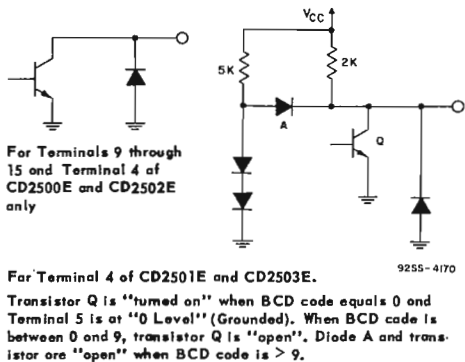 VCC
5K
2K
A
Q
For Terminals 9 through
15 and Terminal 4 of
CD2500E and CD2502E
only
92SS-4170
For Terminal 4 of CD2501E and CD2503E.
Transistor Q is "turned on" when BCD code equals 0 and
Terminal 5 is at "0 Level" (Grounded). When BCD code is
between 0 and 9, transistor Q is "open". Diode A and trans-
istor are "open" when BCD code is > 9.